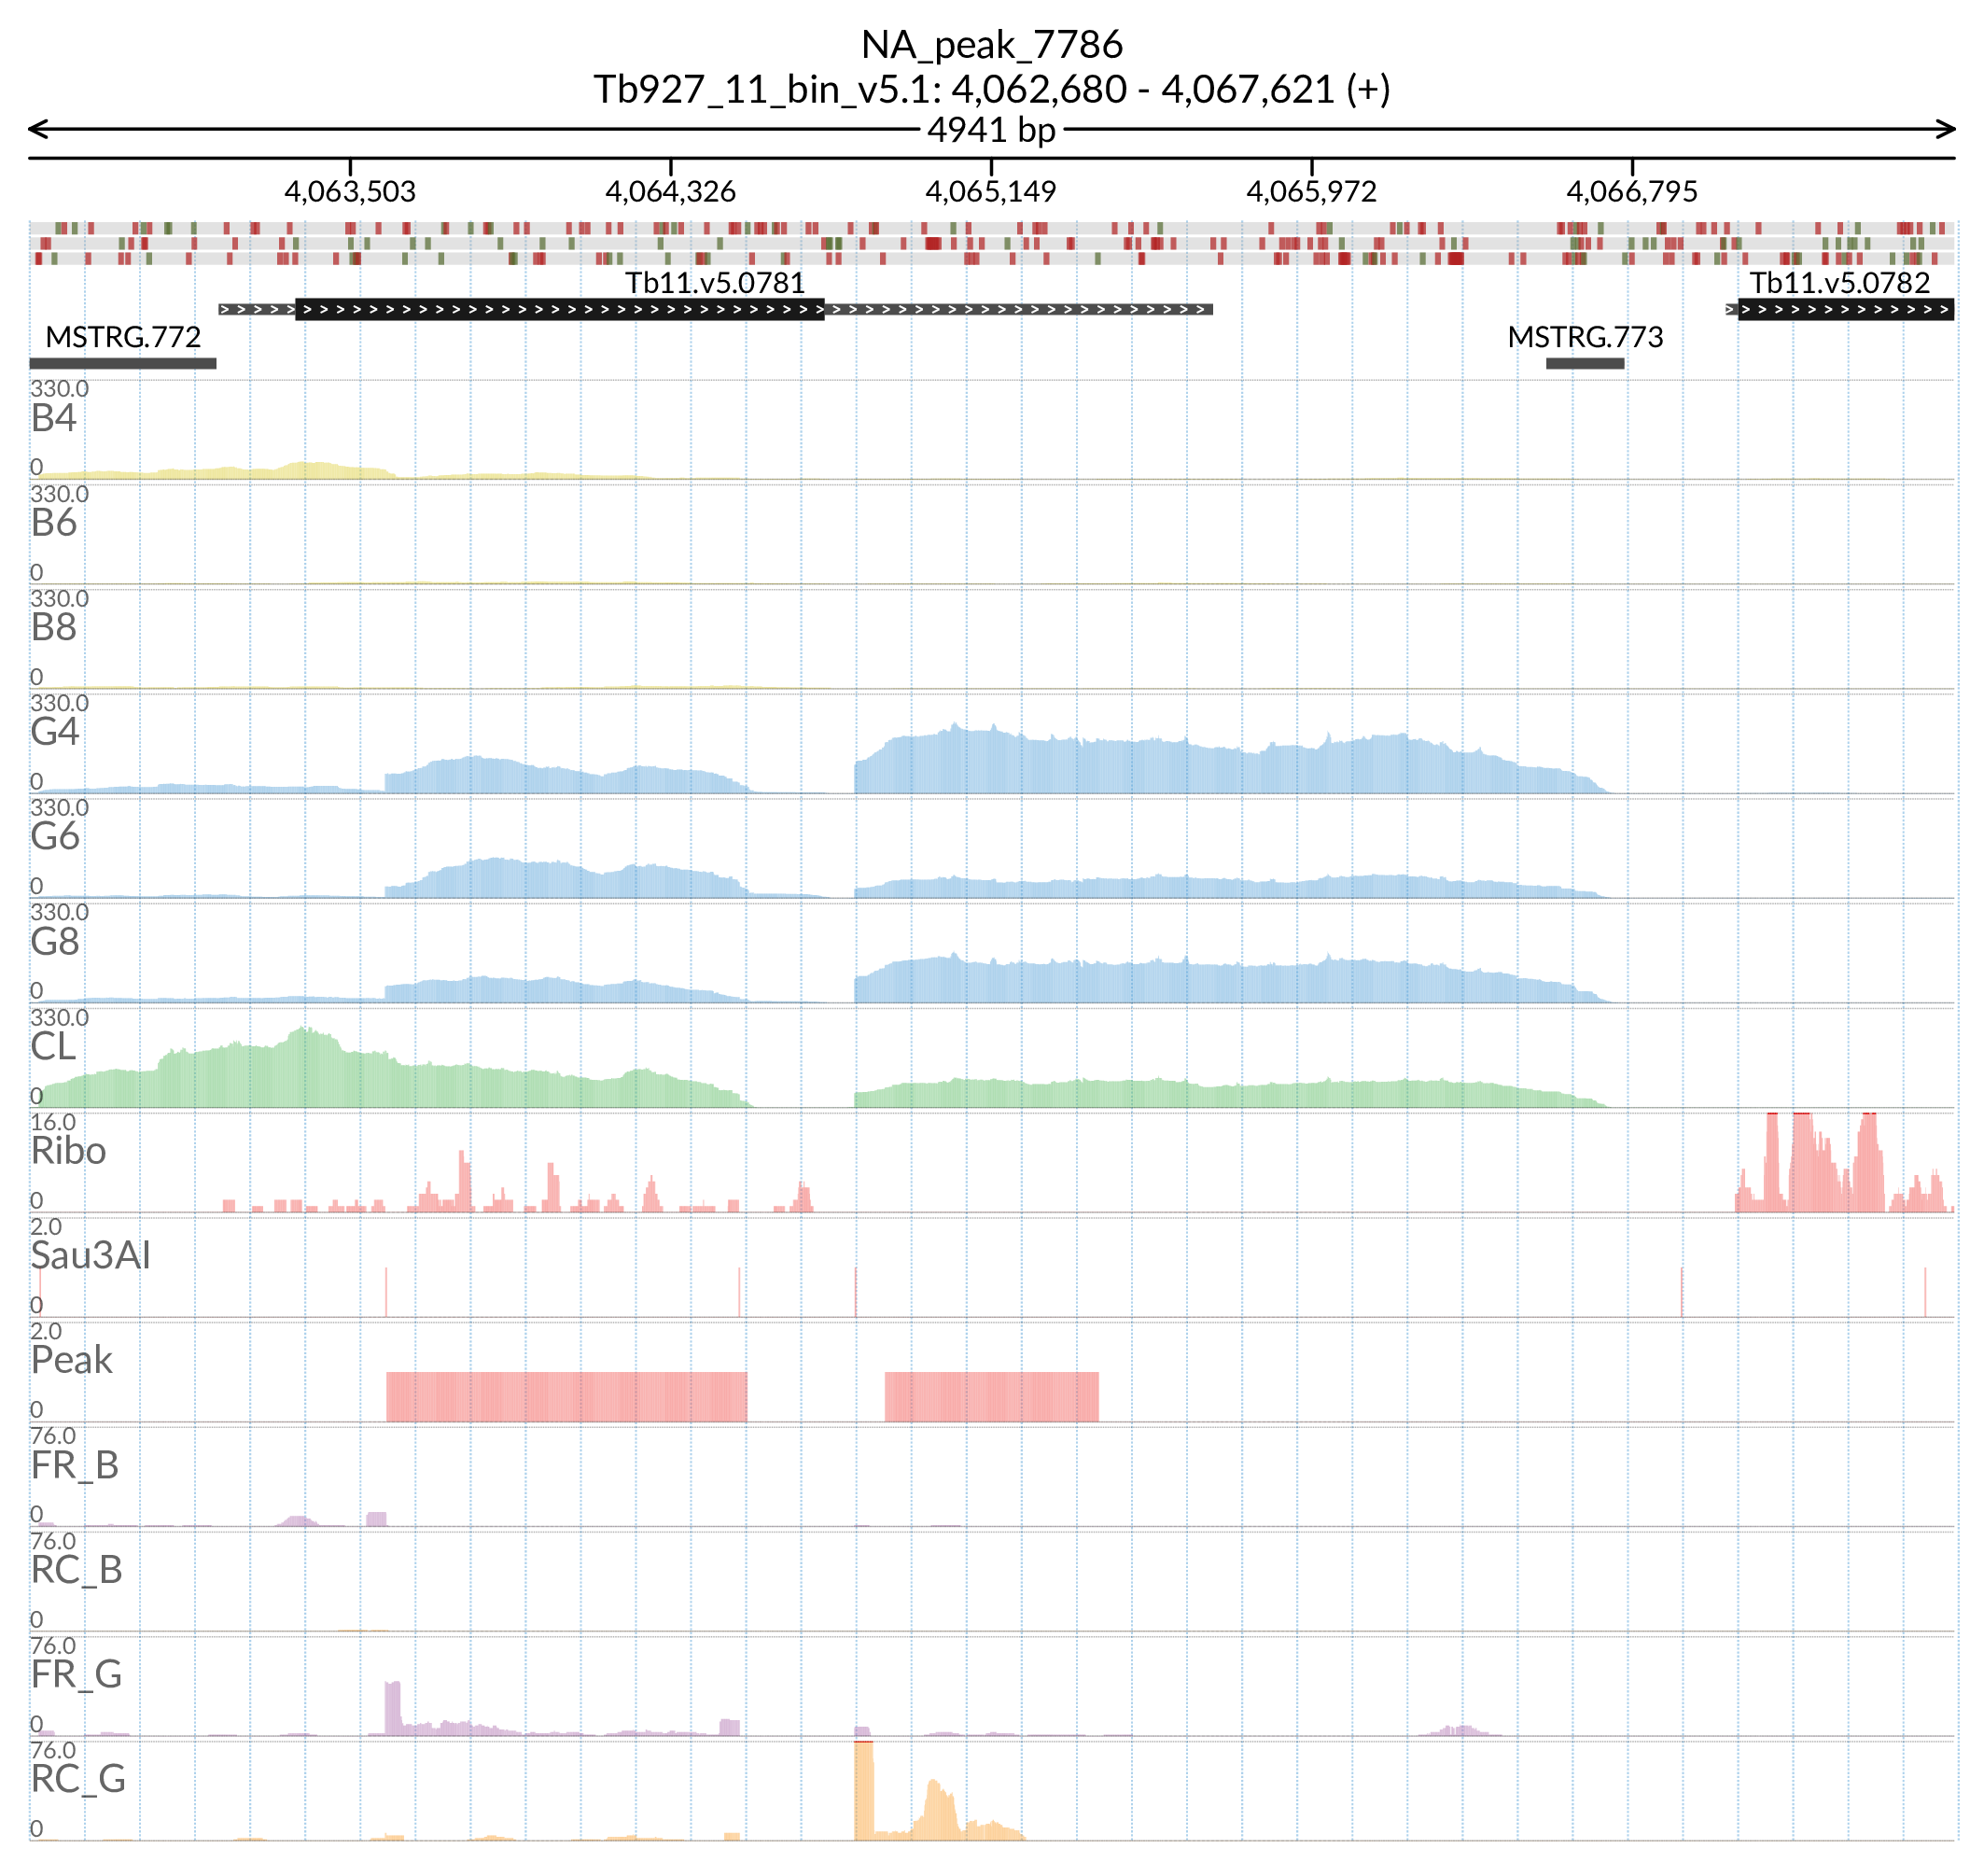 NA_peak_7786
Tb927_11_bin_v5.1: 4,062,680 - 4,067,621 (+)
4941 bp
4,063,503 4,064,326 4,065,149 4,065,972 4,066,795
Tb11.v5.0781 Tb11.v5.0782
MSTRG.772 MSTRG.773
330.0
B4
0
330.0
B6
0
330.0
B8
0
330.0
G4
0
330.0
G6
0
330.0
G8
0
330.0
CL
0
16.0
Ribo
0
2.0
Sau3AI
0
2.0
Peak
0
76.0
FR_B
0
76.0
RC_B
0
76.0
FR_G
0
76.0
RC_G
0